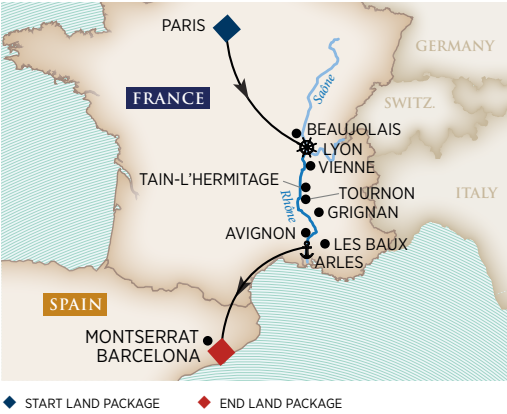 PARIS
GERMANY
Saône
FRANCE
SWITZ.
BEAUJOLAIS
LYON
VIENNE
TAIN-L'HERMITAGE
TOURNON
Rhône
ITALY
GRIGNAN
AVIGNON
LES BAUX
ARLES
SPAIN
MONTSERRAT
BARCELONA
START LAND PACKAGE
END LAND PACKAGE